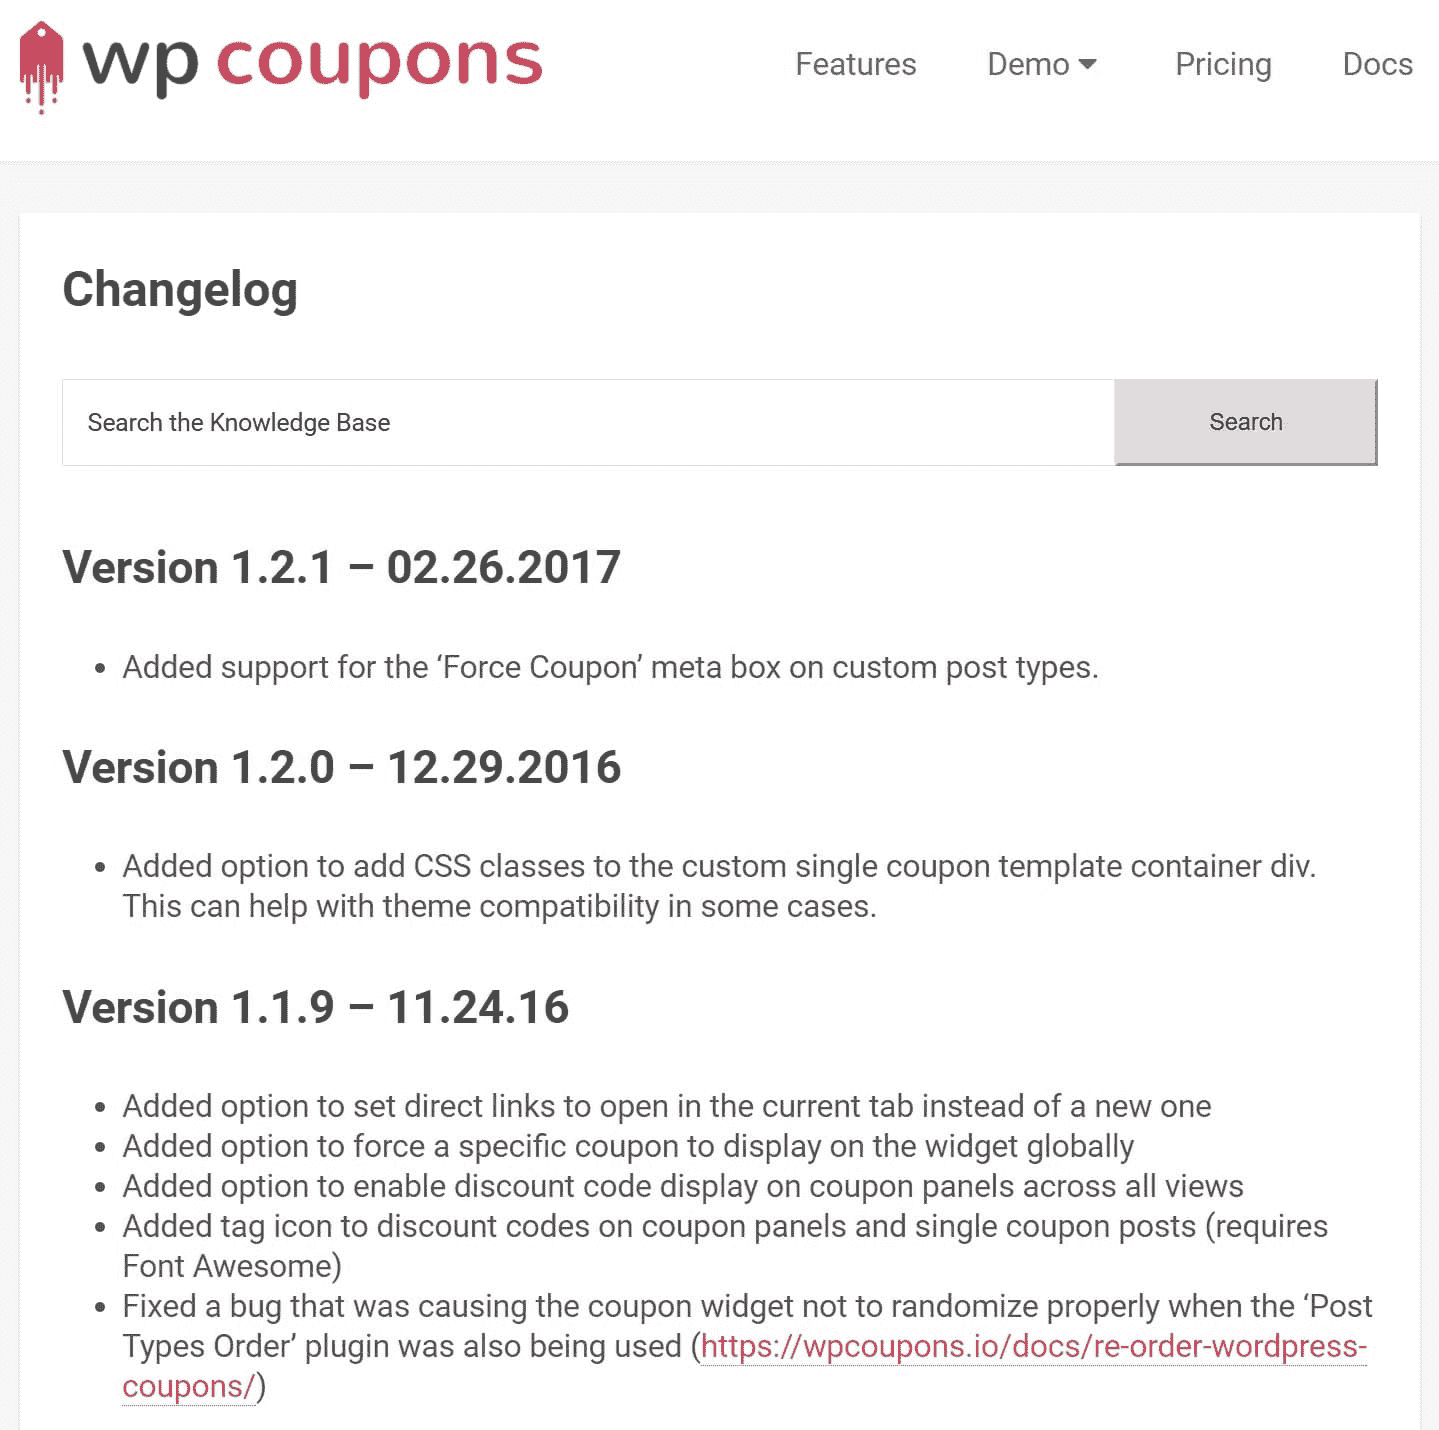 wp coupons
Features Demo Pricing Docs
Changelog
Search the Knowledge Base Search
Version 1.2.1 – 02.26.2017
• Added support for the ‘Force Coupon’ meta box on custom post types.
Version 1.2.0 – 12.29.2016
• Added option to add CSS classes to the custom single coupon template container div.
This can help with theme compatibility in some cases.
Version 1.1.9 – 11.24.16
• Added option to set direct links to open in the current tab instead of a new one
• Added option to force a specific coupon to display on the widget globally
• Added option to enable discount code display on coupon panels across all views
• Added tag icon to discount codes on coupon panels and single coupon posts (requires
Font Awesome)
• Fixed a bug that was causing the coupon widget not to randomize properly when the ‘Post
Types Order’ plugin was also being used (https://wpcoupons.io/docs/re-order-wordpress-
coupons/)